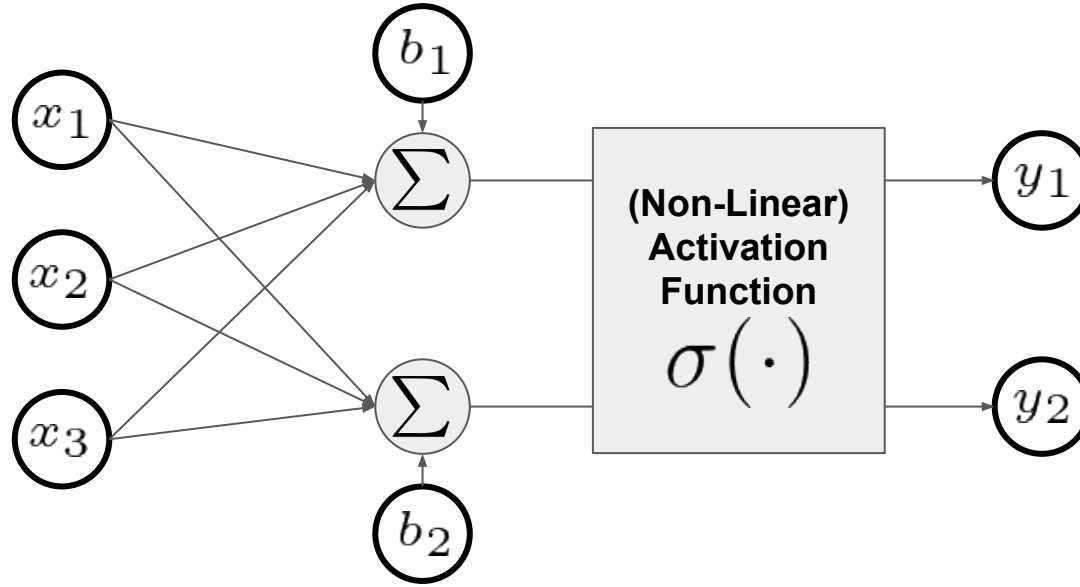 b₁
x₁
Σ
y₁
(Non-Linear)
Activation
Function
σ(·)
x₂
Σ
y₂
x₃
b₂